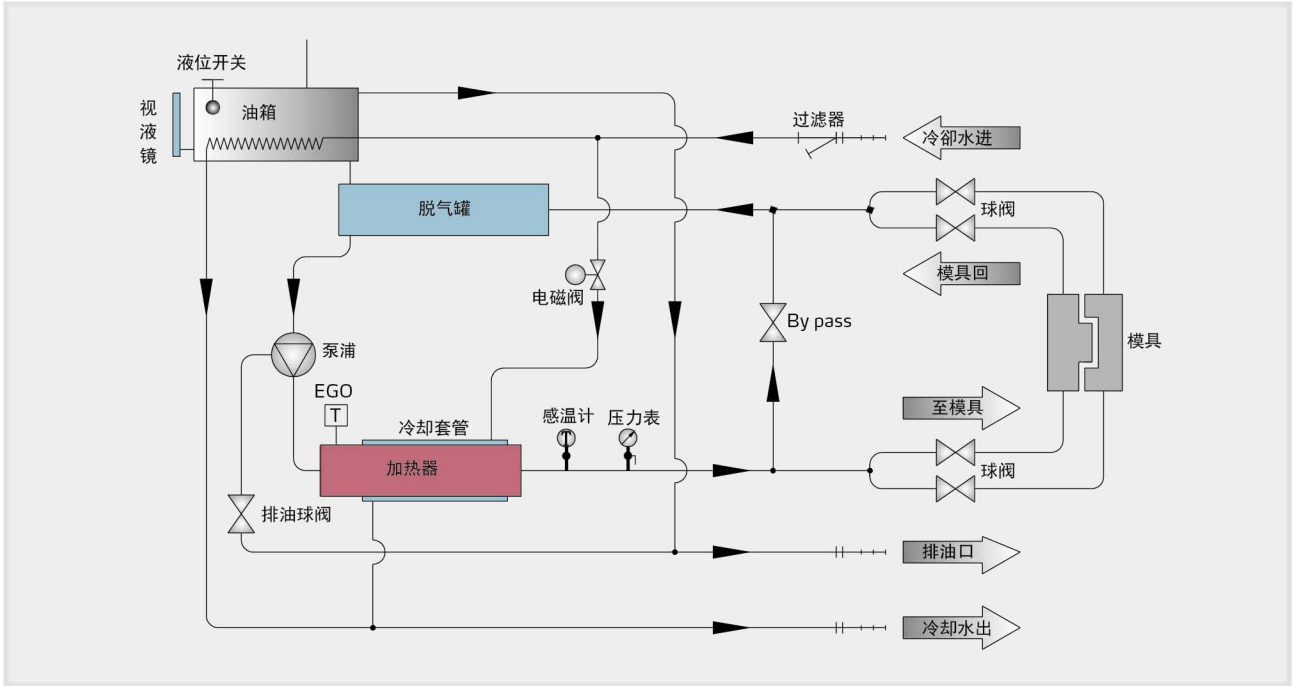 液位开关
视液镜
油箱
过滤器
冷卻水进
脱气罐
球阀
模具回
电磁阀
By pass
模具
泵浦
EGO
T
冷却套管
感温计
压力表
至模具
加热器
球阀
排油球阀
排油口
冷却水出